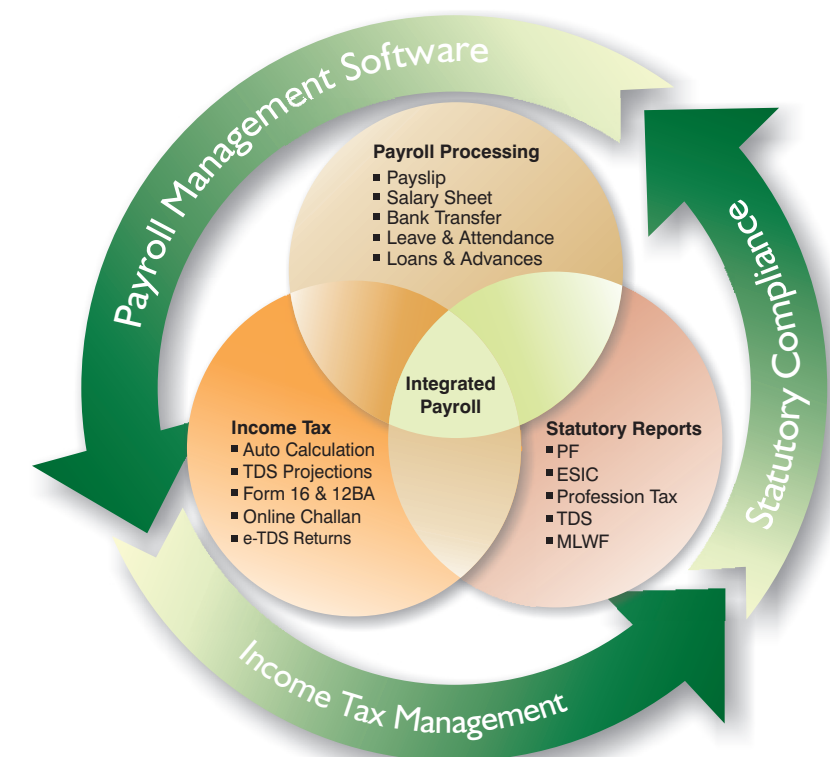 Payroll Management Software
Payroll Processing
Payslip
Salary Sheet
Bank Transfer
Leave & Attendance
Loans & Advances
Statutory Compliance
Integrated
Payroll
Income Tax
Auto Calculation
TDS Projections
Form 16 & 12BA
Online Challan
e-TDS Returns
Statutory Reports
PF
ESIC
Profession Tax
TDS
MLWF
Income Tax Management